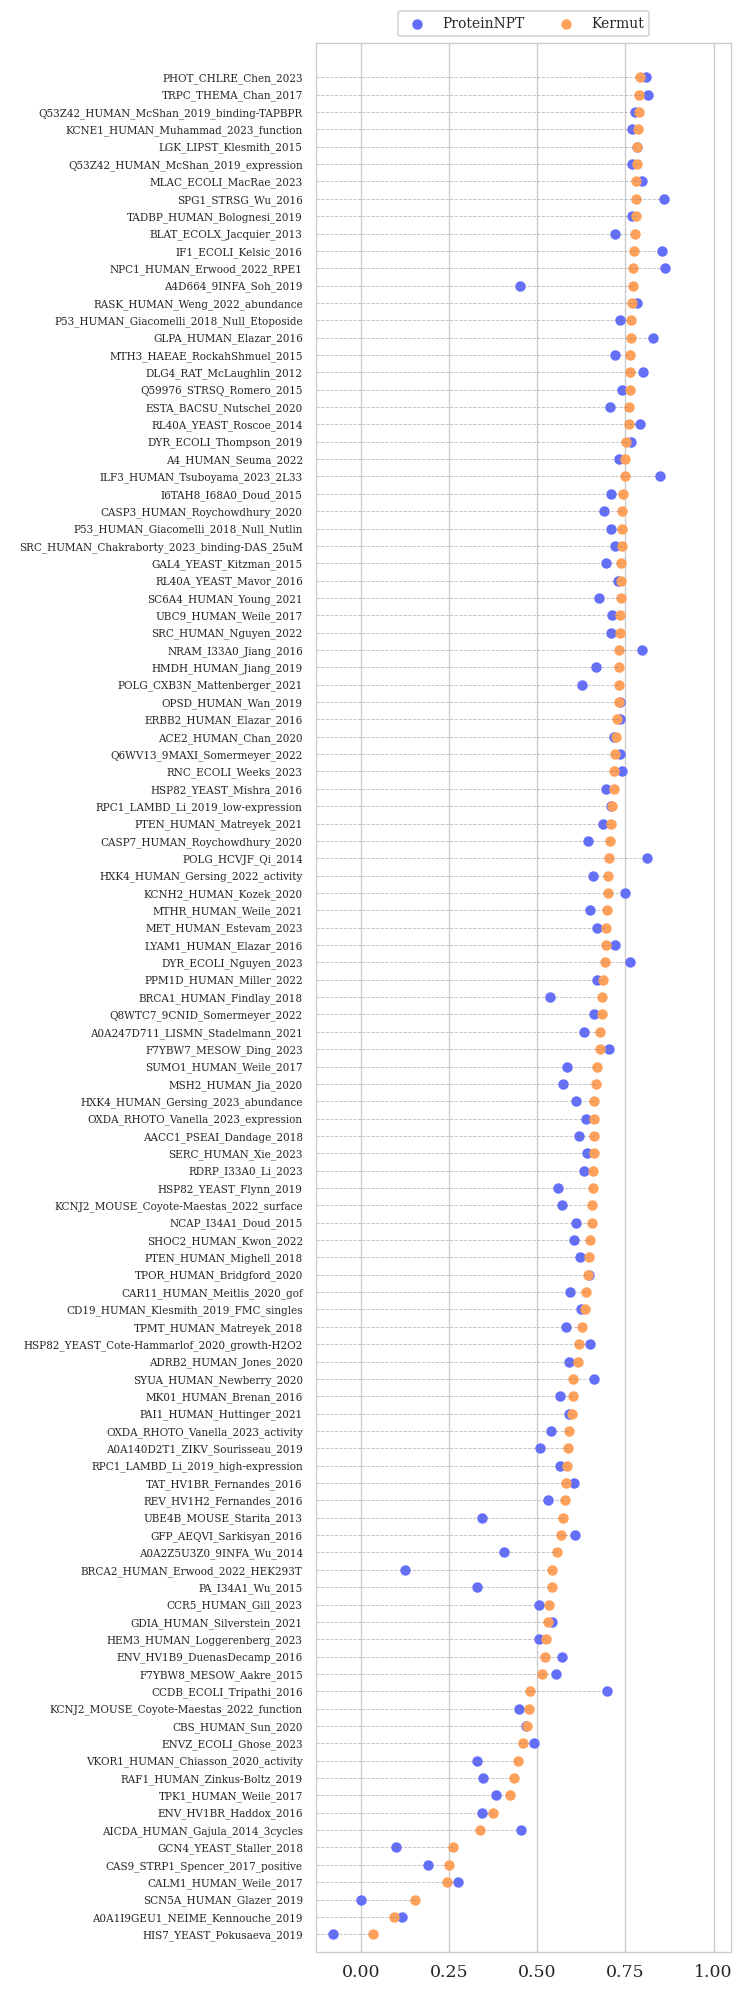 ProteinNPT Kermut
PHOT_CHLRE_Chen_2023
TRPC_THEMA_Chan_2017
Q53Z42_HUMAN_McShan_2019_binding-TAPBPR
KCNE1_HUMAN_Muhammad_2023_function
LGK_LIPST_Klesmith_2015
Q53Z42_HUMAN_McShan_2019_expression
MLAC_ECOLI_MacRae_2023
SPG1_STRSG_Wu_2016
TADBP_HUMAN_Bolognesi_2019
BLAT_ECOLX_Jacquier_2013
IF1_ECOLI_Kelsic_2016
NPC1_HUMAN_Erwood_2022_RPE1
A4D664_9INFA_Soh_2019
RASK_HUMAN_Weng_2022_abundance
P53_HUMAN_Giacomelli_2018_Null_Etoposide
GLPA_HUMAN_Elazar_2016
MTH3_HAEAE_RockahShmuel_2015
DLG4_RAT_McLaughlin_2012
Q59976_STRSQ_Romero_2015
ESTA_BACSU_Nutschel_2020
RL40A_YEAST_Roscoe_2014
DYR_ECOLI_Thompson_2019
A4_HUMAN_Seuma_2022
ILF3_HUMAN_Tsuboyama_2023_2L33
I6TAH8_I68A0_Doud_2015
CASP3_HUMAN_Roychowdhury_2020
P53_HUMAN_Giacomelli_2018_Null_Nutlin
SRC_HUMAN_Chakraborty_2023_binding-DAS_25uM
GAL4_YEAST_Kitzman_2015
RL40A_YEAST_Mavor_2016
SC6A4_HUMAN_Young_2021
UBC9_HUMAN_Weile_2017
SRC_HUMAN_Nguyen_2022
NRAM_I33A0_Jiang_2016
HMDH_HUMAN_Jiang_2019
POLG_CXB3N_Mattenberger_2021
OPSD_HUMAN_Wan_2019
ERBB2_HUMAN_Elazar_2016
ACE2_HUMAN_Chan_2020
Q6WV13_9MAXI_Somermeyer_2022
RNC_ECOLI_Weeks_2023
HSP82_YEAST_Mishra_2016
RPC1_LAMBD_Li_2019_low-expression
PTEN_HUMAN_Matreyek_2021
CASP7_HUMAN_Roychowdhury_2020
POLG_HCVJF_Qi_2014
HXK4_HUMAN_Gersing_2022_activity
KCNH2_HUMAN_Kozek_2020
MTHR_HUMAN_Weile_2021
MET_HUMAN_Estevam_2023
LYAM1_HUMAN_Elazar_2016
DYR_ECOLI_Nguyen_2023
PPM1D_HUMAN_Miller_2022
BRCA1_HUMAN_Findlay_2018
Q8WTC7_9CNID_Somermeyer_2022
A0A247D711_LISMN_Stadelmann_2021
F7YBW7_MESOW_Ding_2023
SUMO1_HUMAN_Weile_2017
MSH2_HUMAN_Jia_2020
HXK4_HUMAN_Gersing_2023_abundance
OXDA_RHOTO_Vanella_2023_expression
AACC1_PSEAI_Dandage_2018
SERC_HUMAN_Xie_2023
RDRP_I33A0_Li_2023
HSP82_YEAST_Flynn_2019
KCNJ2_MOUSE_Coyote-Maestas_2022_surface
NCAP_I34A1_Doud_2015
SHOC2_HUMAN_Kwon_2022
PTEN_HUMAN_Mighell_2018
TPOR_HUMAN_Bridgford_2020
CAR11_HUMAN_Meitlis_2020_gof
CD19_HUMAN_Klesmith_2019_FMC_singles
TPMT_HUMAN_Matreyek_2018
HSP82_YEAST_Cote-Hammarlof_2020_growth-H2O2
ADRB2_HUMAN_Jones_2020
SYUA_HUMAN_Newberry_2020
MK01_HUMAN_Brenan_2016
PAI1_HUMAN_Huttinger_2021
OXDA_RHOTO_Vanella_2023_activity
A0A140D2T1_ZIKV_Sourisseau_2019
RPC1_LAMBD_Li_2019_high-expression
TAT_HV1BR_Fernandes_2016
REV_HV1H2_Fernandes_2016
UBE4B_MOUSE_Starita_2013
GFP_AEQVI_Sarkisyan_2016
A0A2Z5U3Z0_9INFA_Wu_2014
BRCA2_HUMAN_Erwood_2022_HEK293T
PA_I34A1_Wu_2015
CCR5_HUMAN_Gill_2023
GDIA_HUMAN_Silverstein_2021
HEM3_HUMAN_Loggerenberg_2023
ENV_HV1B9_DuenasDecamp_2016
F7YBW8_MESOW_Aakre_2015
CCDB_ECOLI_Tripathi_2016
KCNJ2_MOUSE_Coyote-Maestas_2022_function
CBS_HUMAN_Sun_2020
ENVZ_ECOLI_Ghose_2023
VKOR1_HUMAN_Chiasson_2020_activity
RAF1_HUMAN_Zinkus-Boltz_2019
TPK1_HUMAN_Weile_2017
ENV_HV1BR_Haddox_2016
AICDA_HUMAN_Gajula_2014_3cycles
GCN4_YEAST_Staller_2018
CAS9_STRP1_Spencer_2017_positive
CALM1_HUMAN_Weile_2017
SCN5A_HUMAN_Glazer_2019
A0A1I9GEU1_NEIME_Kennouche_2019
HIS7_YEAST_Pokusaeva_2019
0.00 0.25 0.50 0.75 1.00